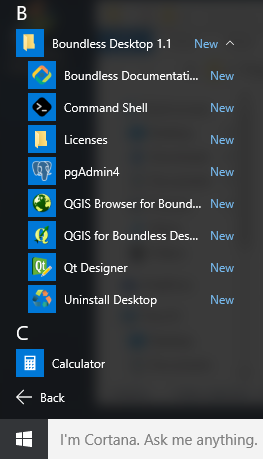 B
Boundless Desktop 1.1 New
Boundless Documentati... New
Command Shell New
Licenses New
pgAdmin4 New
QGIS Browser for Bound... New
QGIS for Boundless Des... New
Qt Designer New
Uninstall Desktop New
C
Calculator
Back
I'm Cortana. Ask me anything.